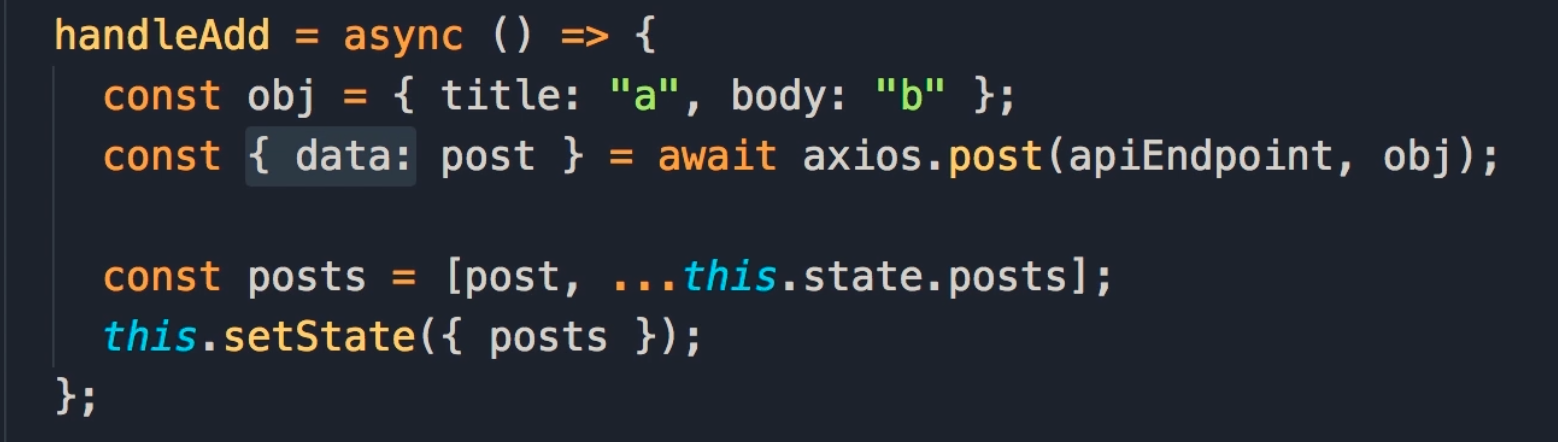 handleAdd = async () => {
const obj = { title: "a", body: "b" };
const { data: post } = await axios.post(apiEndpoint, obj);
const posts = [post, ...this.state.posts];
this.setState({ posts });
};